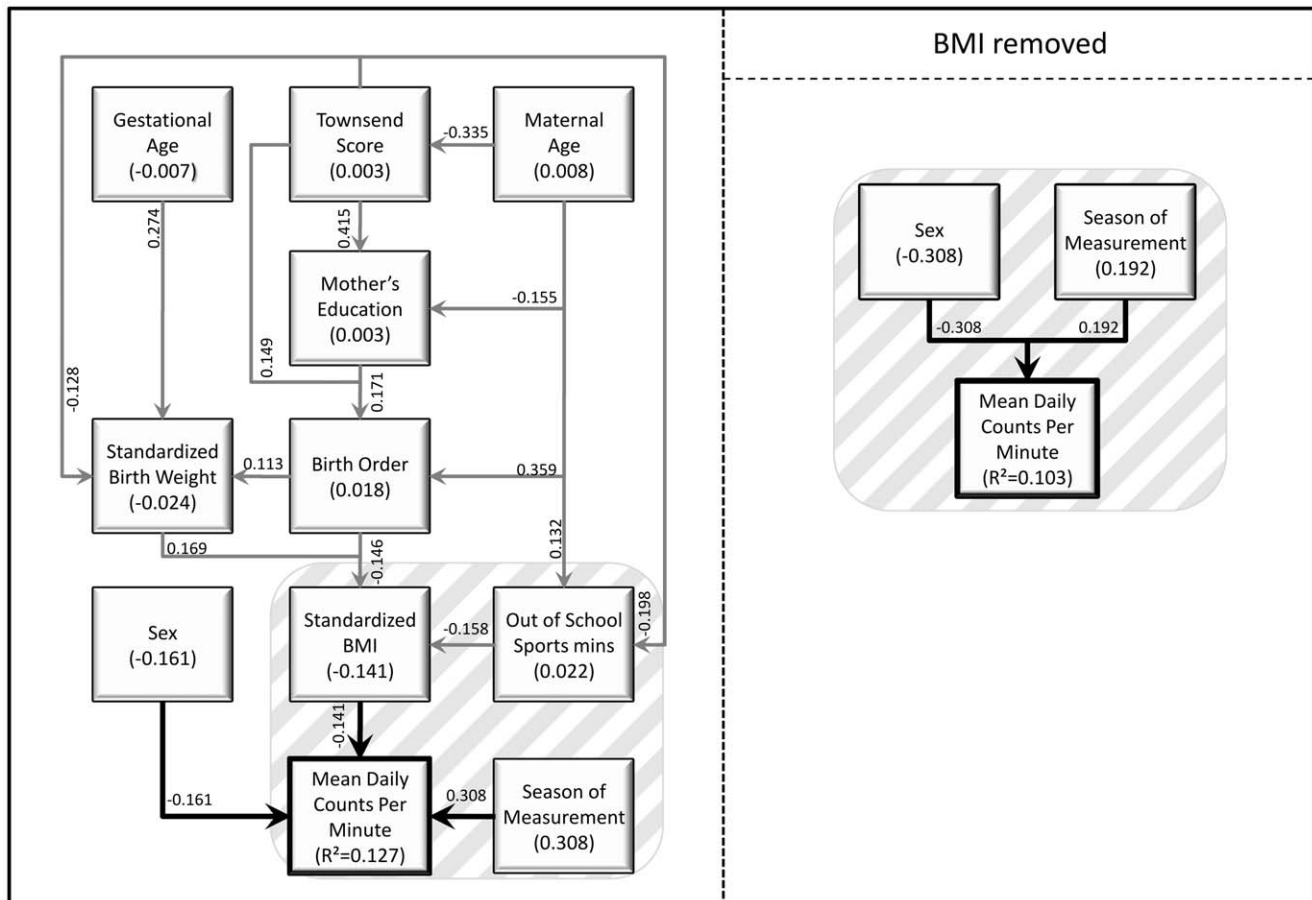 BMI removed
Gestational
Age
(-0.007)
Townsend
Score
(0.003)
-0.335
Maternal
Age
(0.008)
0.274
0.415
Mother's
Education
(0.003)
-0.155
0.149
0.171
-0.128
Standardized
Birth Weight
(-0.024)
0.113
Birth Order
(0.018)
0.359
0.169
-0.146
0.132
-0.198
Sex
(-0.161)
Standardized
BMI
(-0.141)
-0.158
Out of School
Sports mins
(0.022)
-0.141
-0.161
Mean Daily
Counts Per
Minute
(R²=0.127)
0.308
Season of
Measurement
(0.308)
Sex
(-0.308)
Season of
Measurement
(0.192)
-0.308
0.192
Mean Daily
Counts Per
Minute
(R²=0.103)